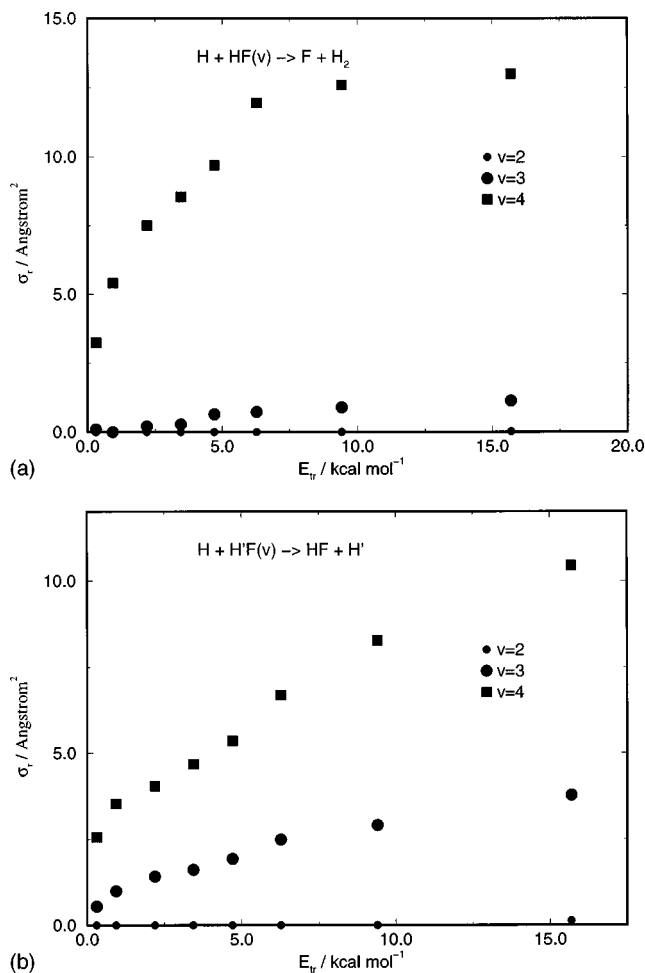 15.0
H + HF(v) -> F + H₂
10.0
v=2
v=3
v=4
σr / Angstrom²
5.0
0.0
0.0 5.0 10.0 15.0 20.0
(a)
Etr / kcal mol⁻¹
H + H'F(v) -> HF + H'
10.0
v=2
v=3
v=4
σr / Angstrom²
5.0
0.0
0.0 5.0 10.0 15.0
(b)
Etr / kcal mol⁻¹